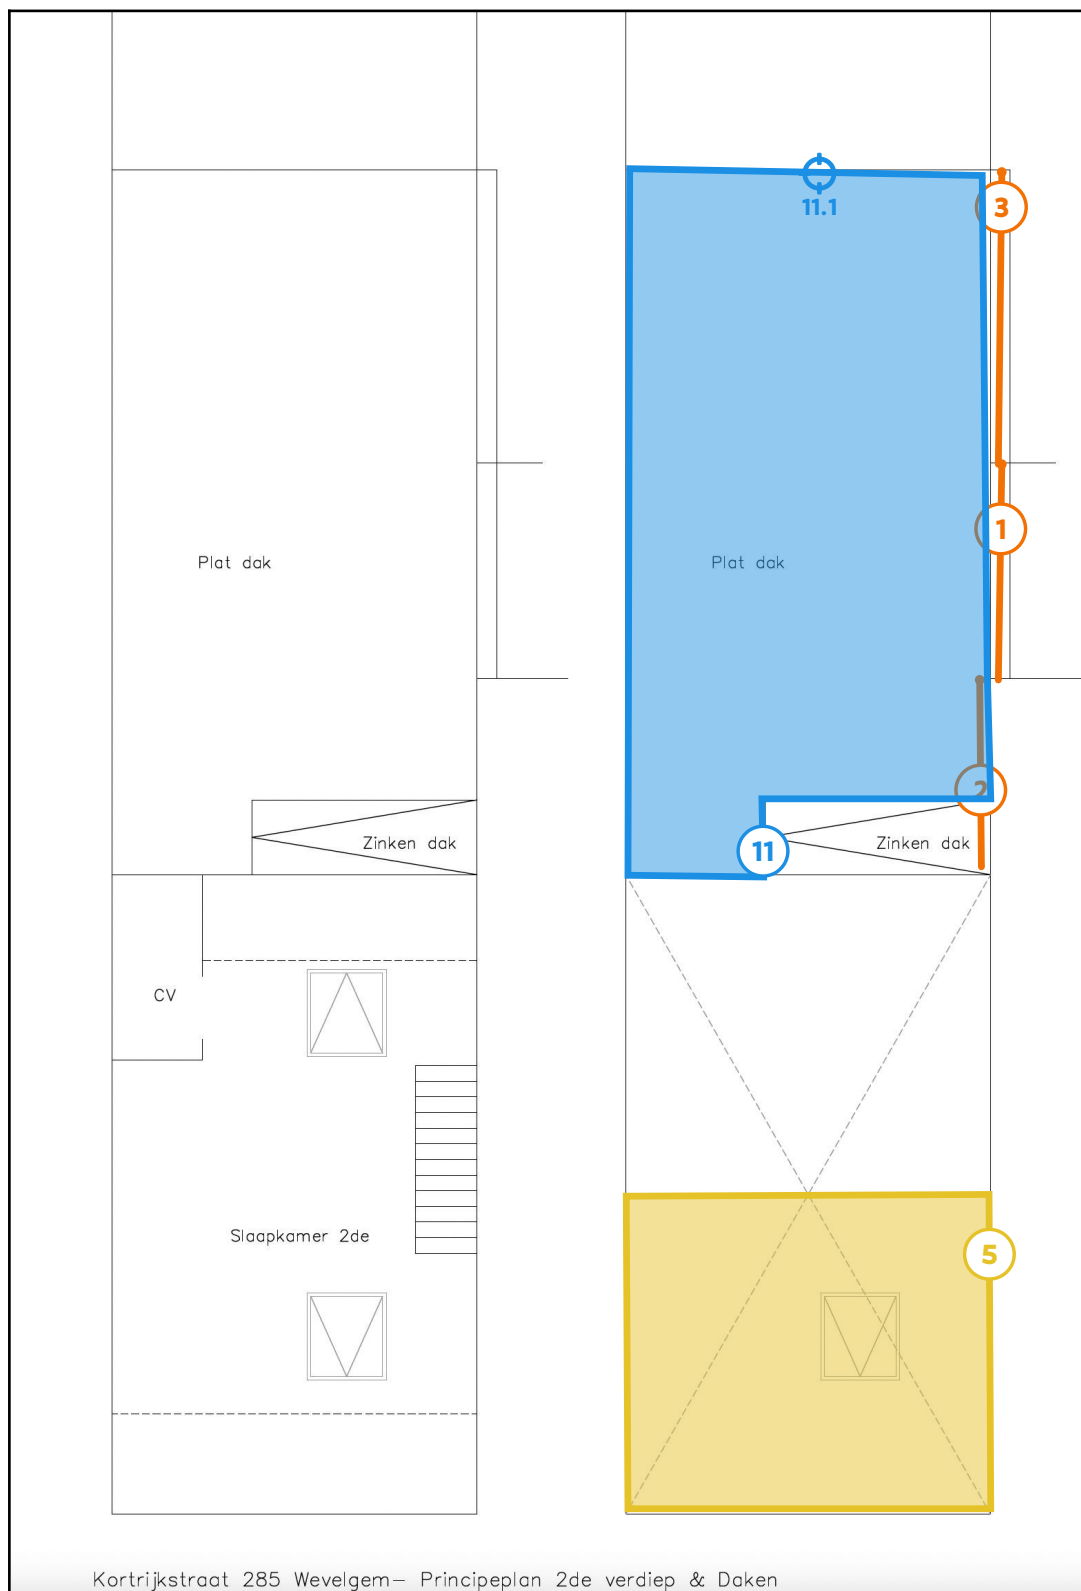 11.1
3
1
Plat dak
Plat dak
2
Zinken dak
Zinken dak
11
CV
Slaapkamer 2de
5
Kortrijkstraat 285 Wevelgem– Principeplan 2de verdiep & Daken